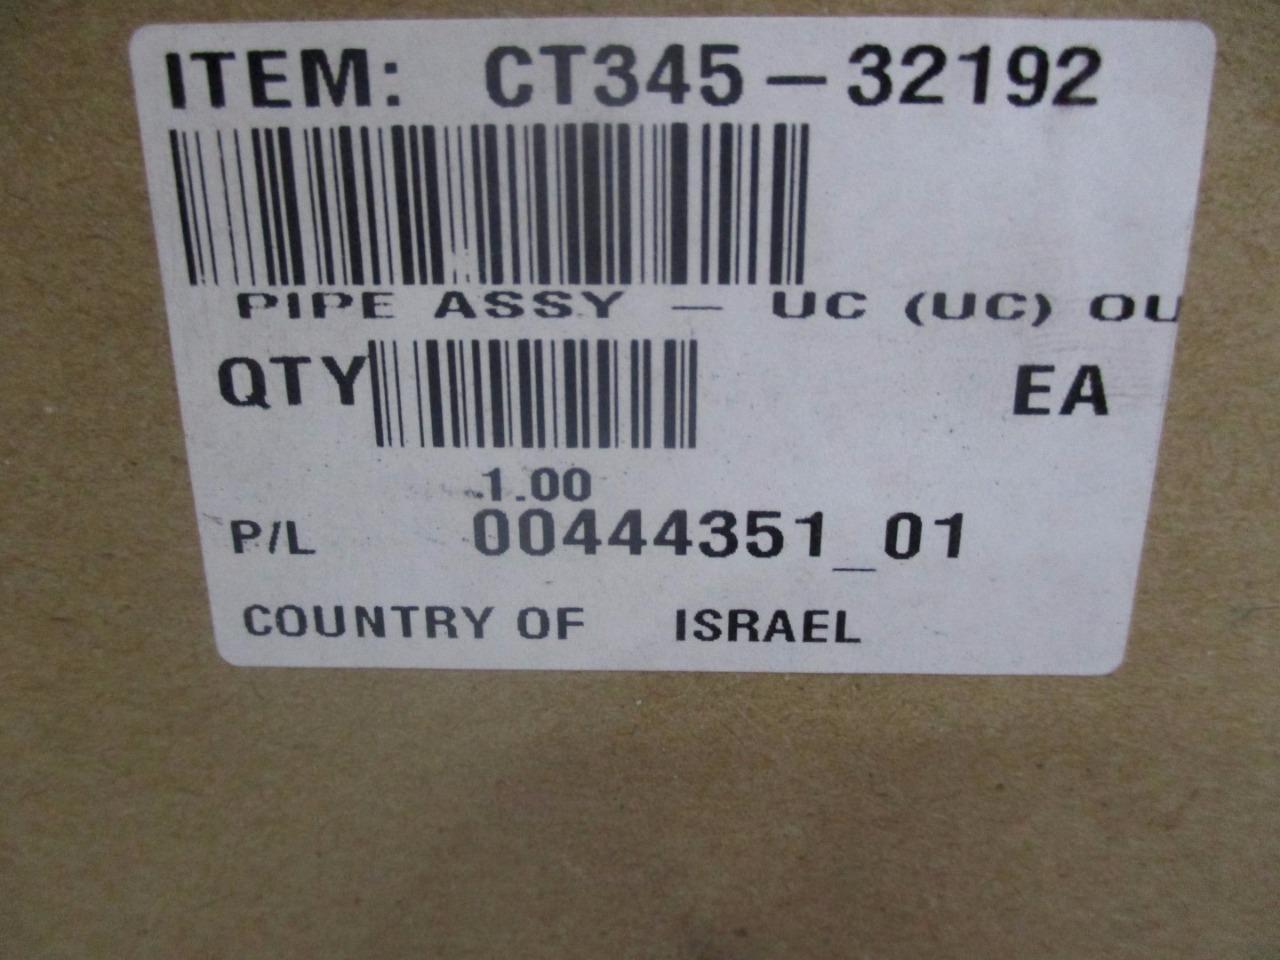 ITEM: CT345-32192
PIPE ASSY - UC (UC) OU
QTY EA
1.00
P/L 00444351_01
COUNTRY OF ISRAEL